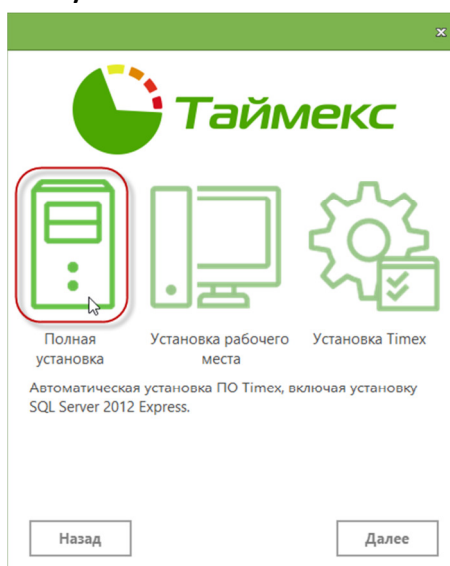 Таймекс
Полная
установка
Установка рабочего
места
Установка Timex
Автоматическая установка ПО Timex, включая установку
SQL Server 2012 Express.
Назад
Далее